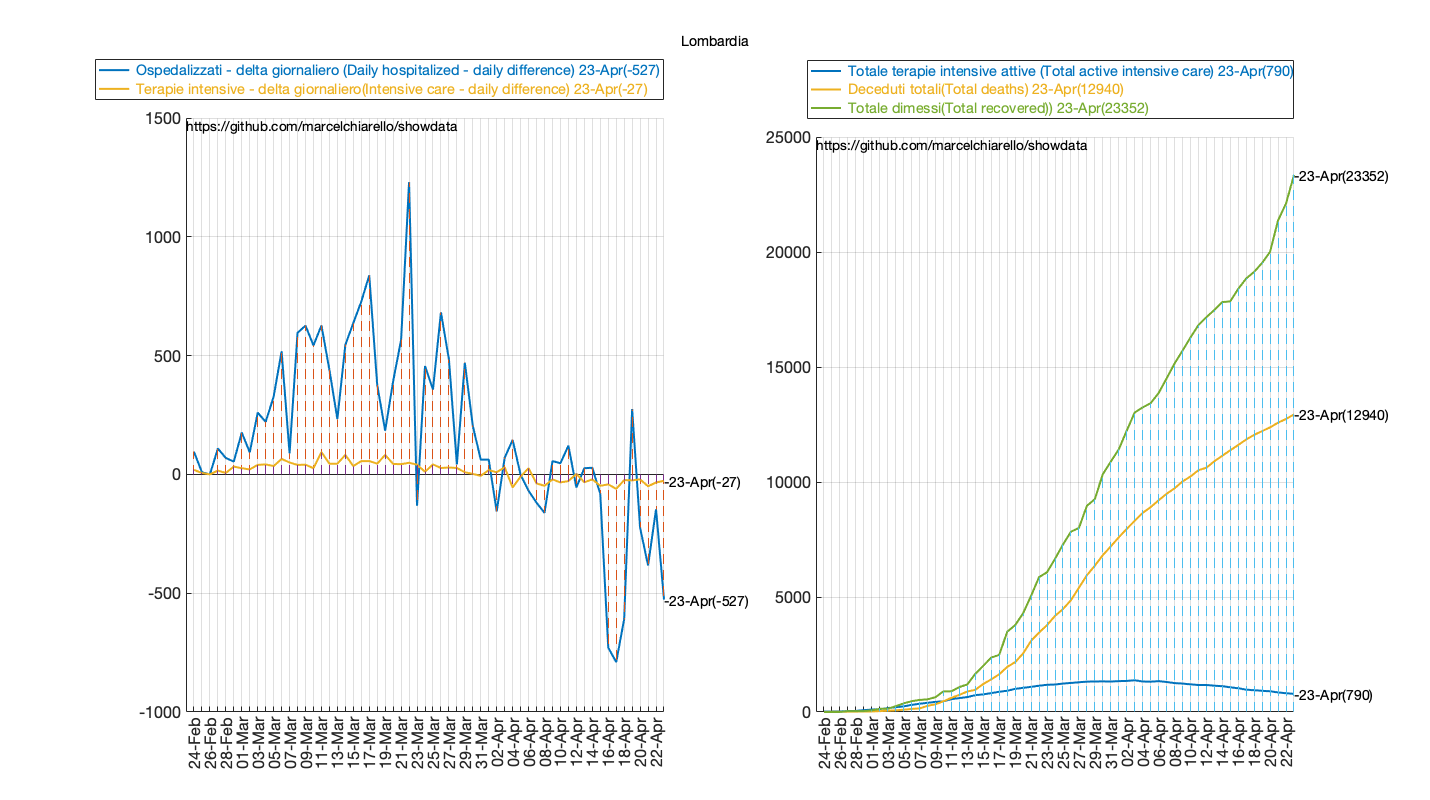 Lombardia
Ospedalizzati - delta giornaliero (Daily hospitalized - daily difference) 23-Apr(-527)
Terapie intensive - delta giornaliero(Intensive care - daily difference) 23-Apr(-27)
https://github.com/marcelchiarello/showdata
1500
1000
500
0
-500
-1000
-23-Apr(-27)
-23-Apr(-527)
24-Feb
26-Feb
28-Feb
01-Mar
03-Mar
05-Mar
07-Mar
09-Mar
11-Mar
13-Mar
15-Mar
17-Mar
19-Mar
21-Mar
23-Mar
25-Mar
27-Mar
29-Mar
31-Mar
02-Apr
04-Apr
06-Apr
08-Apr
10-Apr
12-Apr
14-Apr
16-Apr
18-Apr
20-Apr
22-Apr
Totale terapie intensive attive (Total active intensive care) 23-Apr(790)
Deceduti totali(Total deaths) 23-Apr(12940)
Totale dimessi(Total recovered)) 23-Apr(23352)
https://github.com/marcelchiarello/showdata
25000
20000
15000
10000
5000
0
-23-Apr(23352)
-23-Apr(12940)
-23-Apr(790)
24-Feb
26-Feb
28-Feb
01-Mar
03-Mar
05-Mar
07-Mar
09-Mar
11-Mar
13-Mar
15-Mar
17-Mar
19-Mar
21-Mar
23-Mar
25-Mar
27-Mar
29-Mar
31-Mar
02-Apr
04-Apr
06-Apr
08-Apr
10-Apr
12-Apr
14-Apr
16-Apr
18-Apr
20-Apr
22-Apr